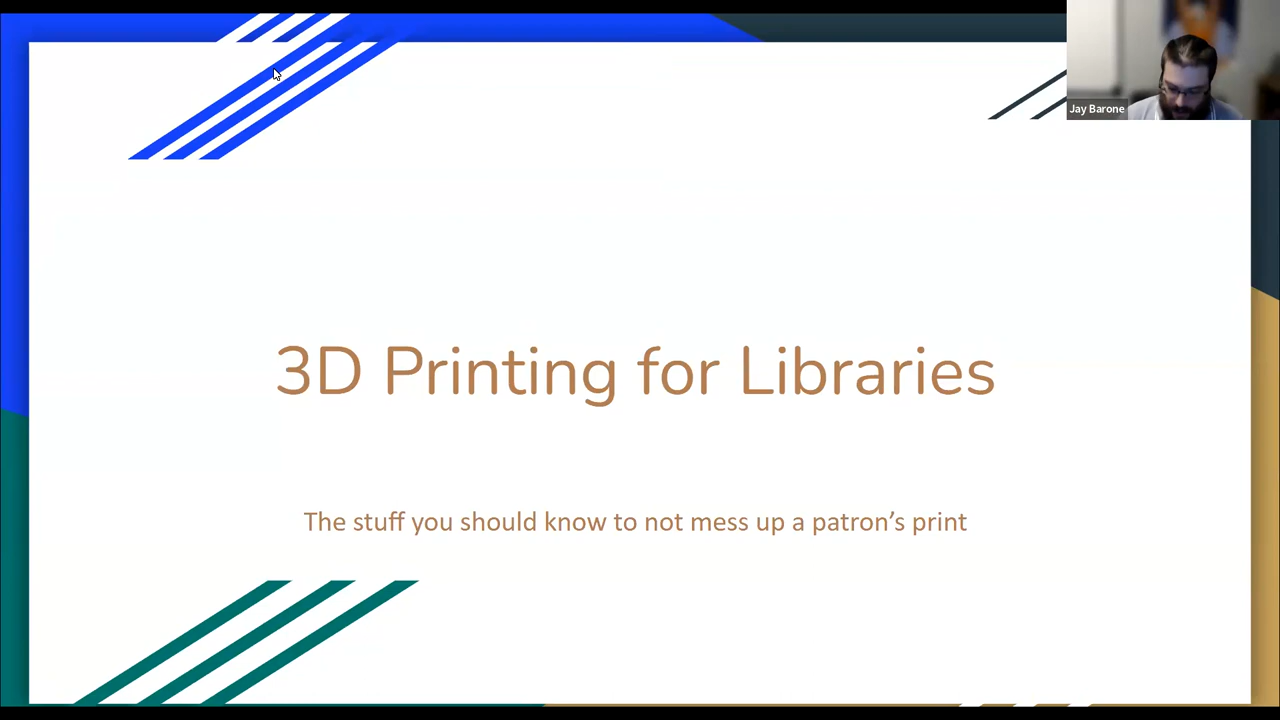 Jay Barone
3D Printing for Libraries
The stuff you should know to not mess up a patron’s print